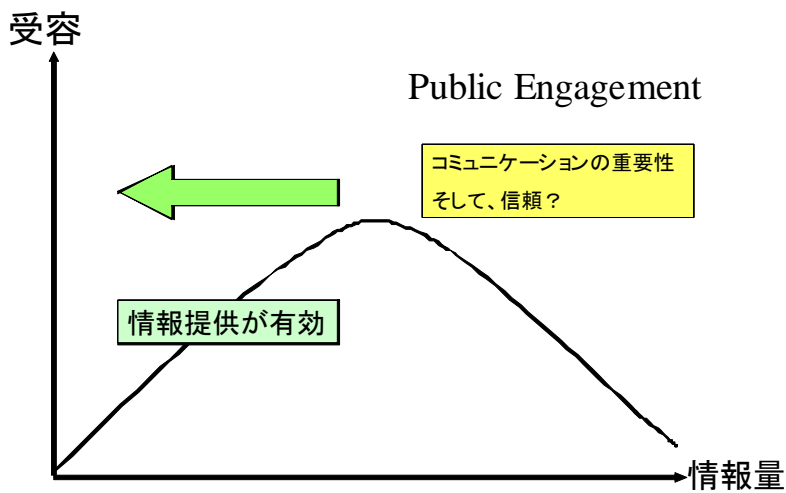 受容
Public Engagement
コミュニケーションの重要性
そして、信頼？
情報提供が有効
情報量